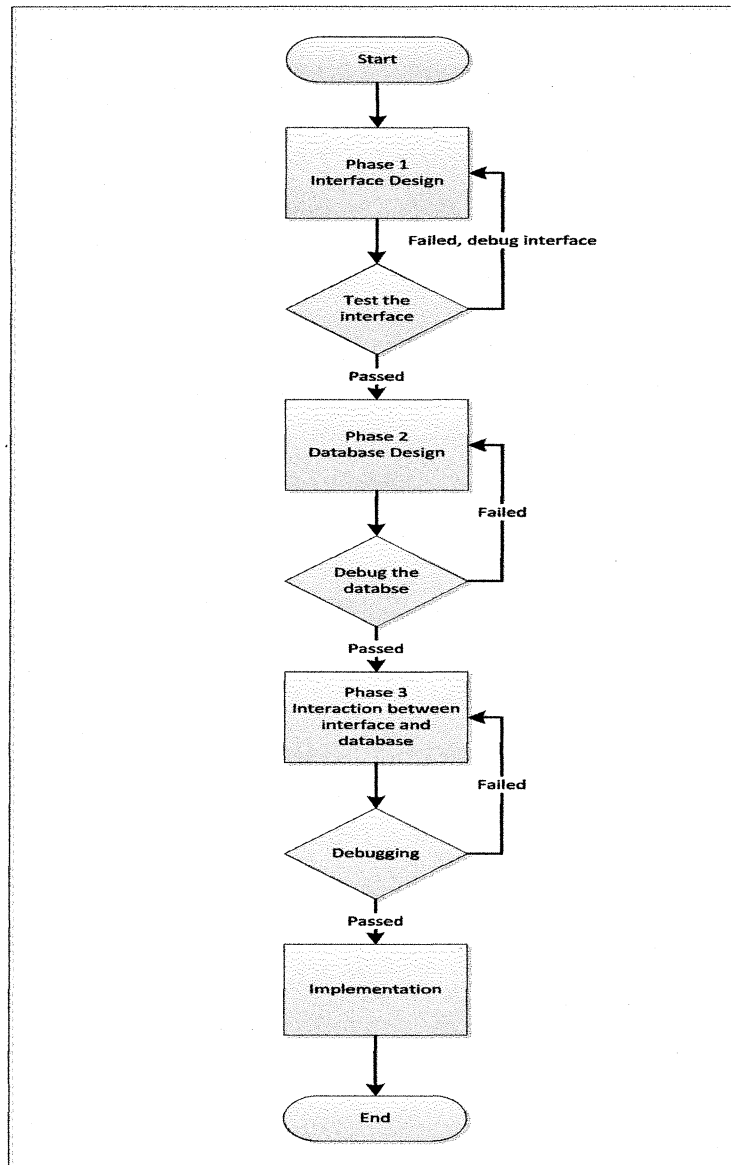 Start
Phase 1
Interface Design
Failed, debug interface
Test the
interface
Passed
Phase 2
Database Design
Failed
Debug the
databse
Passed
Phase 3
Interaction between
interface and
database
Failed
Debugging
Passed
Implementation
End